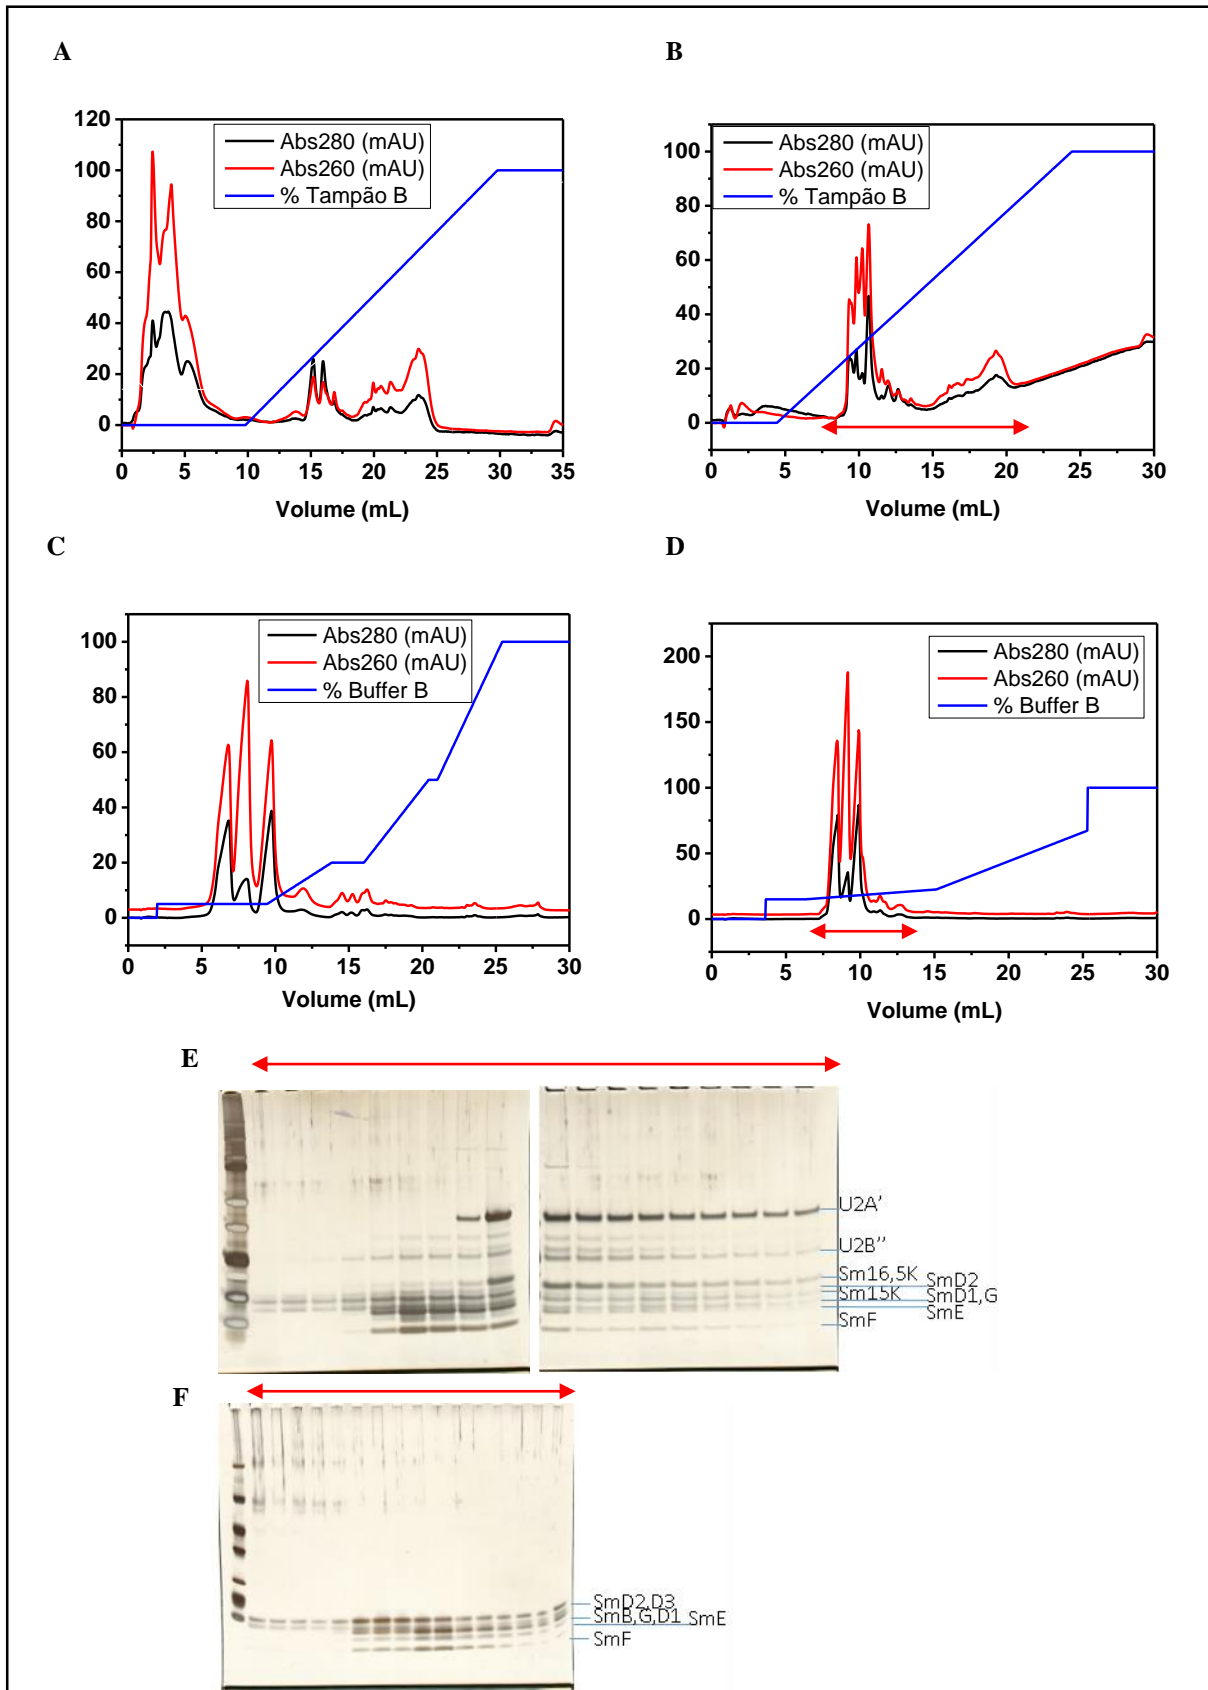 A
120
100
80
60
40
20
0
Abs280 (mAU)
Abs260 (mAU)
% Tampão B
0 5 10 15 20 25 30 35
Volume (mL)
B
100
80
60
40
20
0
Abs280 (mAU)
Abs260 (mAU)
% Tampão B
0 5 10 15 20 25 30
Volume (mL)
C
100
80
60
40
20
0
Abs280 (mAU)
Abs260 (mAU)
% Buffer B
0 5 10 15 20 25 30
Volume (mL)
D
200
150
100
50
0
Abs280 (mAU)
Abs260 (mAU)
% Buffer B
0 5 10 15 20 25 30
Volume (mL)
E
U2A’
U2B’’
Sm16,5K
SmD2
Sm15K
SmD1,G
SmE
SmF
F
SmD2,D3
SmB,G,D1 SmE
SmF